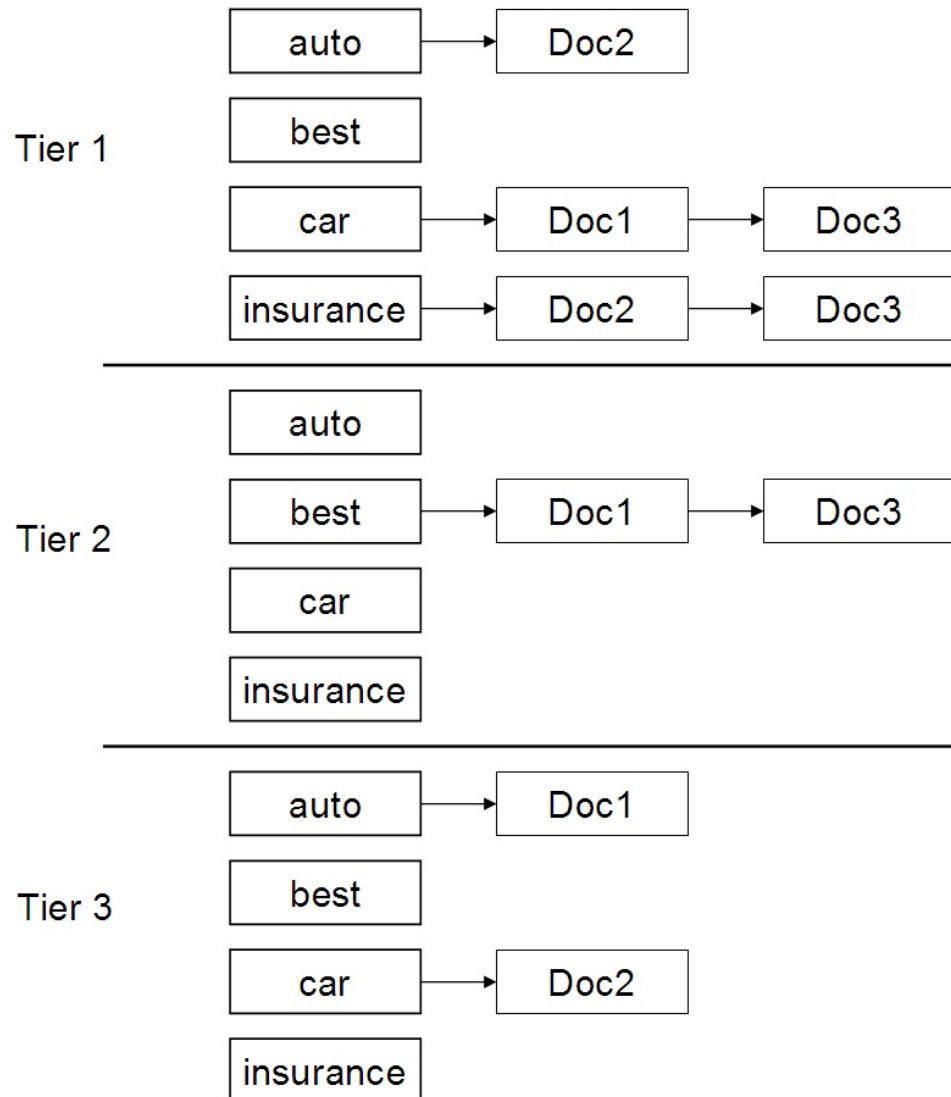 auto Doc2
best
Tier 1
car Doc1 Doc3
insurance Doc2 Doc3
auto
best Doc1 Doc3
Tier 2
car
insurance
auto Doc1
best
Tier 3
car Doc2
insurance